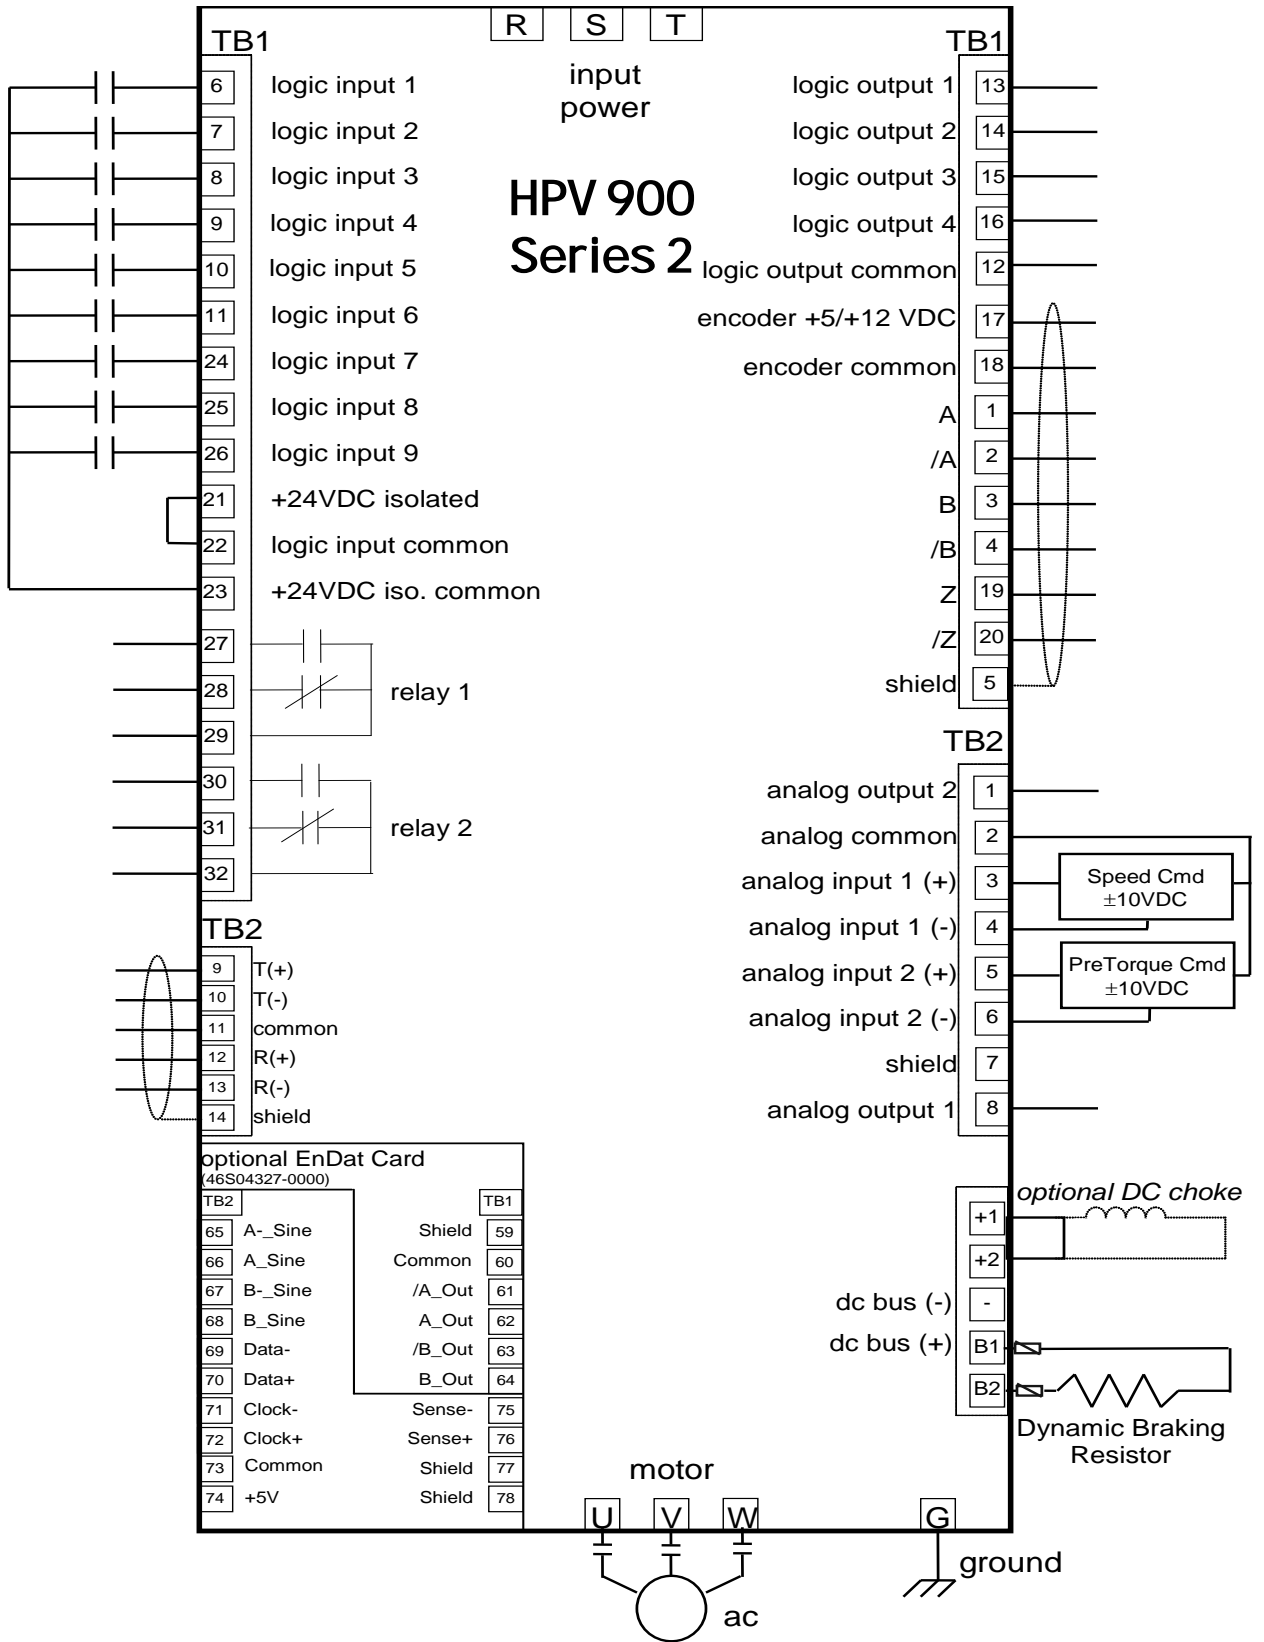 R S T
input
power
HPV 900
Series 2
TB1
6 logic input 1
7 logic input 2
8 logic input 3
9 logic input 4
10 logic input 5
11 logic input 6
24 logic input 7
25 logic input 8
26 logic input 9
21 +24VDC isolated
22 logic input common
23 +24VDC iso. common
27
28 relay 1
29
30
31 relay 2
32
TB2
9 T(+)
10 T(-)
11 common
12 R(+)
13 R(-)
14 shield
optional EnDat Card
(46S04327-0000)
TB2
65 A-_Sine
66 A_Sine
67 B-_Sine
68 B_Sine
69 Data-
70 Data+
71 Clock-
72 Clock+
73 Common
74 +5V
TB1
Shield 59
Common 60
/A_Out 61
A_Out 62
/B_Out 63
B_Out 64
Sense- 75
Sense+ 76
Shield 77
Shield 78
TB1
logic output 1 13
logic output 2 14
logic output 3 15
logic output 4 16
logic output common 12
encoder +5/+12 VDC 17
encoder common 18
A 1
/A 2
B 3
/B 4
Z 19
/Z 20
shield 5
TB2
analog output 2 1
analog common 2
analog input 1 (+) 3
analog input 1 (-) 4
analog input 2 (+) 5
analog input 2 (-) 6
shield 7
analog output 1 8
Speed Cmd
±10VDC
PreTorque Cmd
±10VDC
optional DC choke
+1
+2
dc bus (-) -
dc bus (+) B1
B2
Dynamic Braking
Resistor
motor
U V W
G
ground
ac